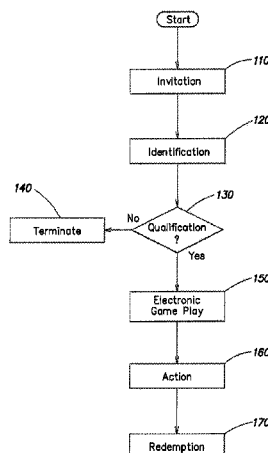 Start
110
Invitation
120
Identification
140
130
No
Qualification
?
Terminate
Yes
150
Electronic
Game Play
160
Action
170
Redemption